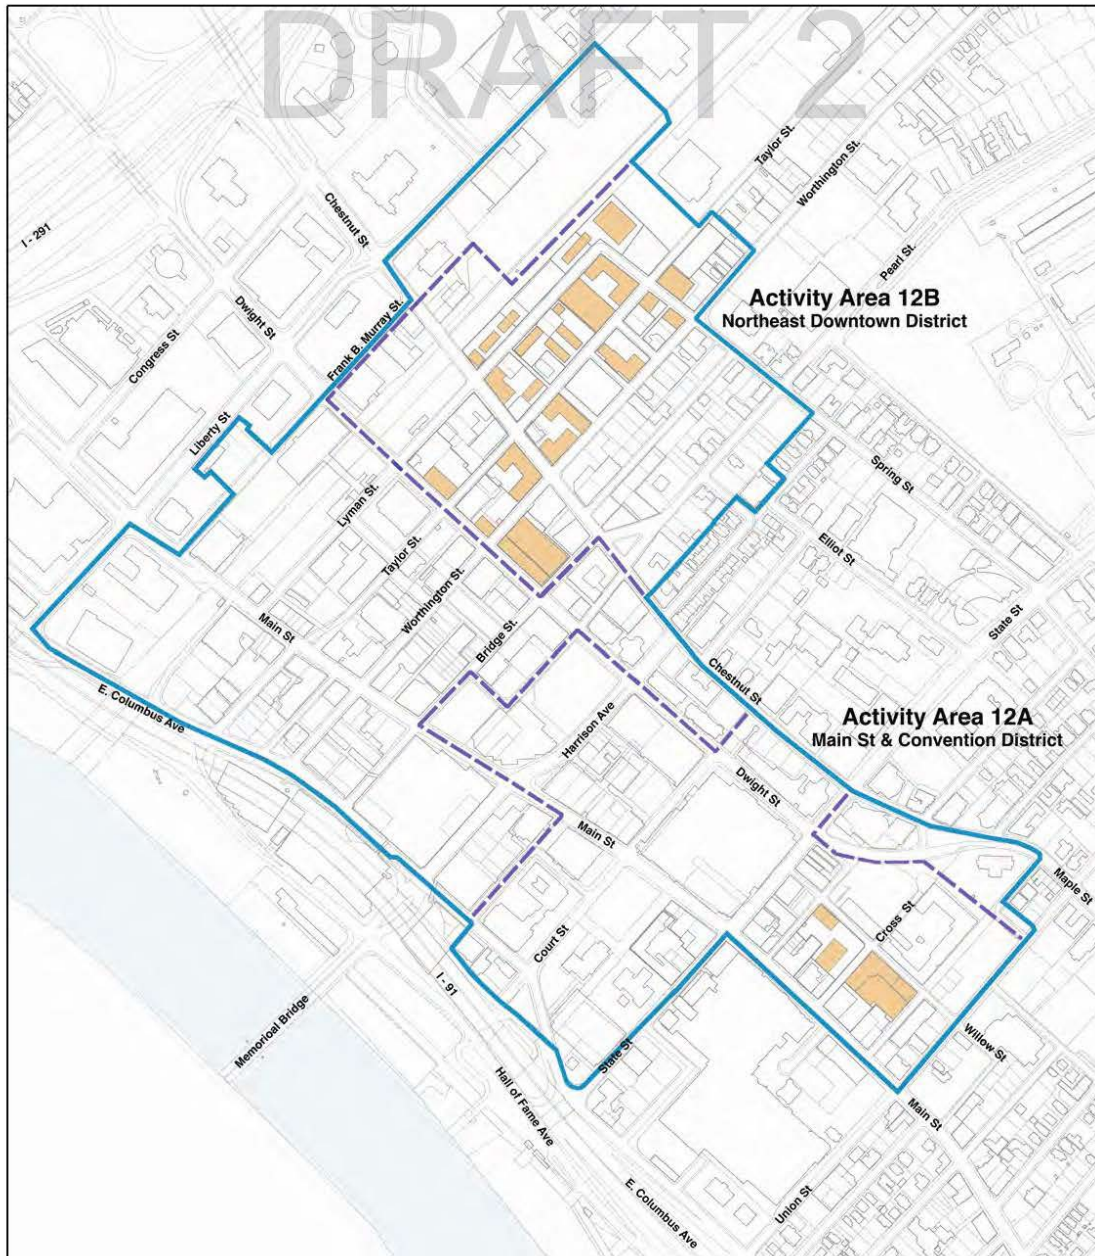 DRAFT 2
Taylor St.
Worthington St.
Chestnut St
I - 291
Pearl St.
Activity Area 12B
Northeast Downtown District
Dwight St
Congress St
Frank B. Murray St.
Liberty St
Spring St
Lyman St.
Elliot St
Taylor St.
Worthington St.
State St
Main St
Bridge St.
Chestnut St
E. Columbus Ave
Harrison Ave
Activity Area 12A
Main St & Convention District
Dwight St
Main St
Maple St
Cross St
Court St
I - 91
Memorioal Bridge
State St
Willow St
Hall of Fame Ave
Main St
Union St
E. Columbus Ave